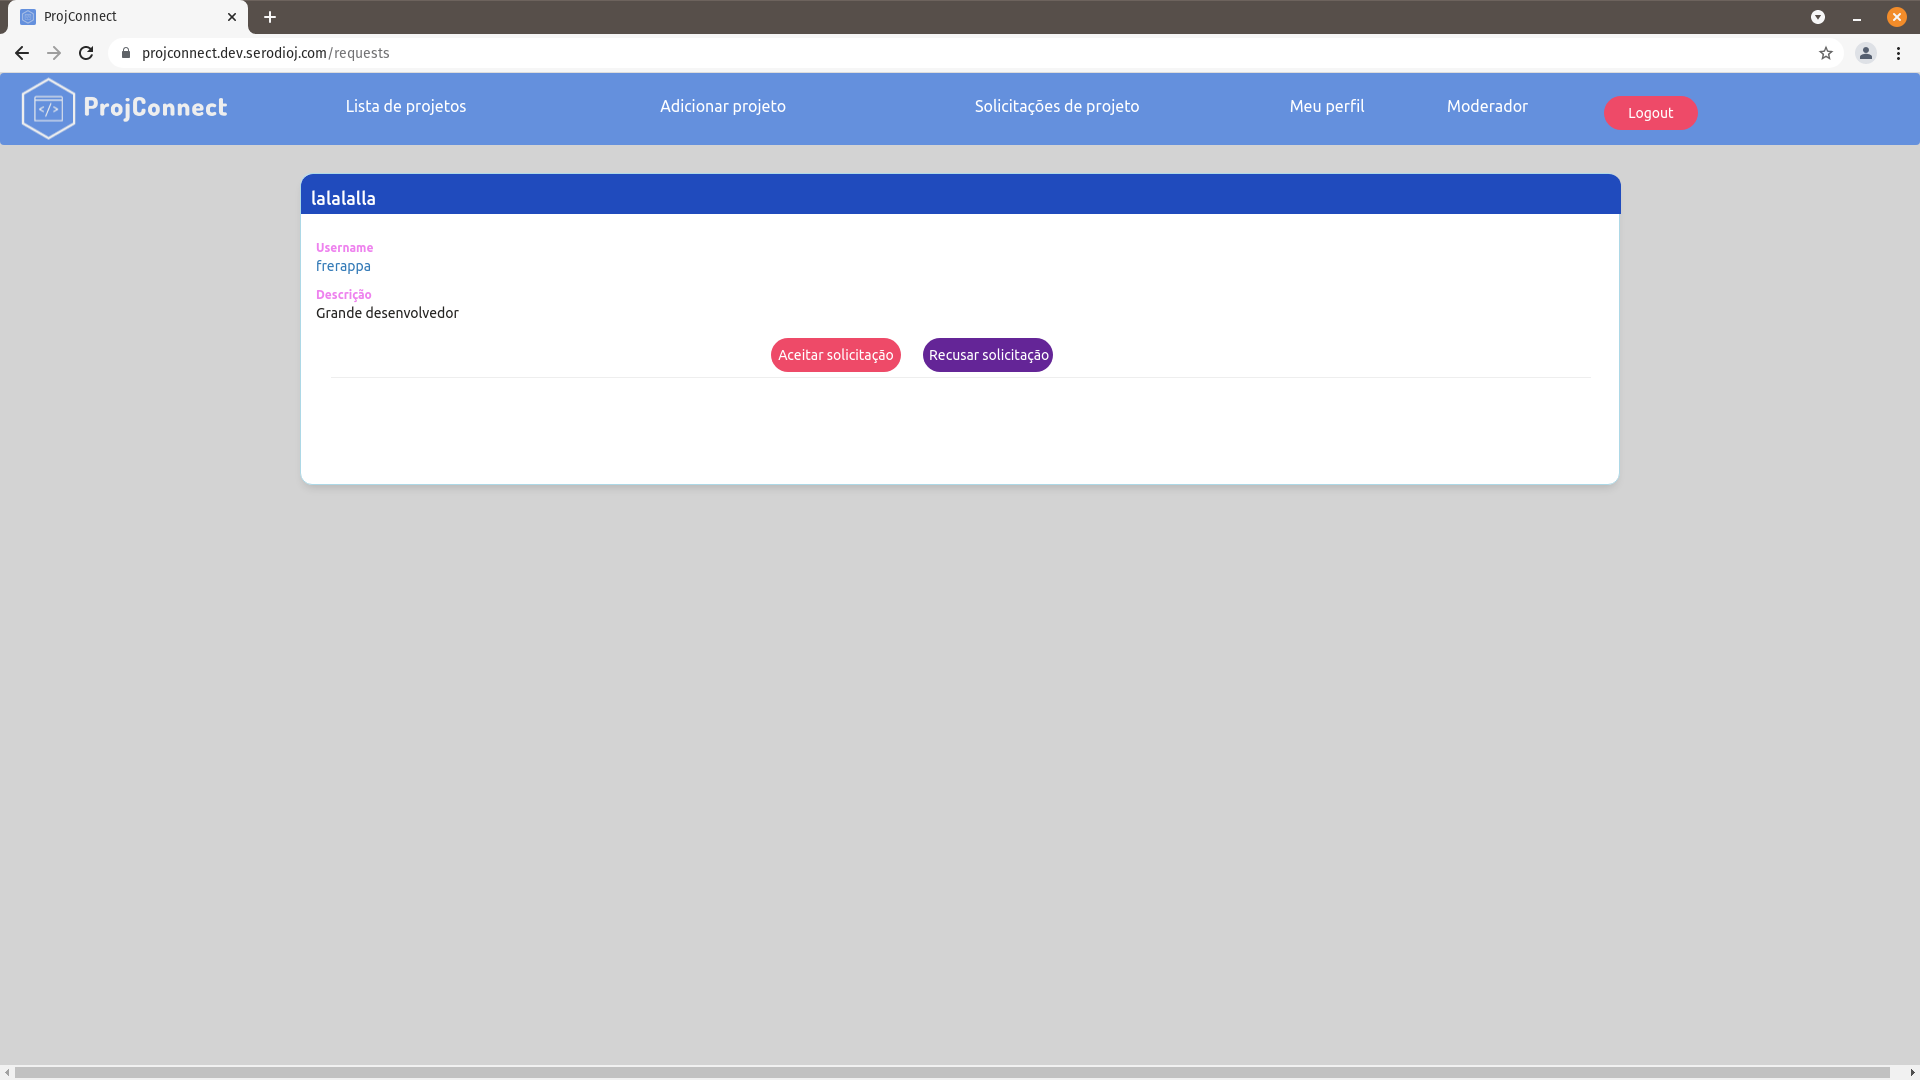 ProjConnect
projconnect.dev.serodioj.com/requests
</> ProjConnect Lista de projetos Adicionar projeto Solicitações de projeto Meu perfil Moderador Logout
lalalalla
Username
frerappa
Descrição
Grande desenvolvedor
Aceitar solicitação Recusar solicitação